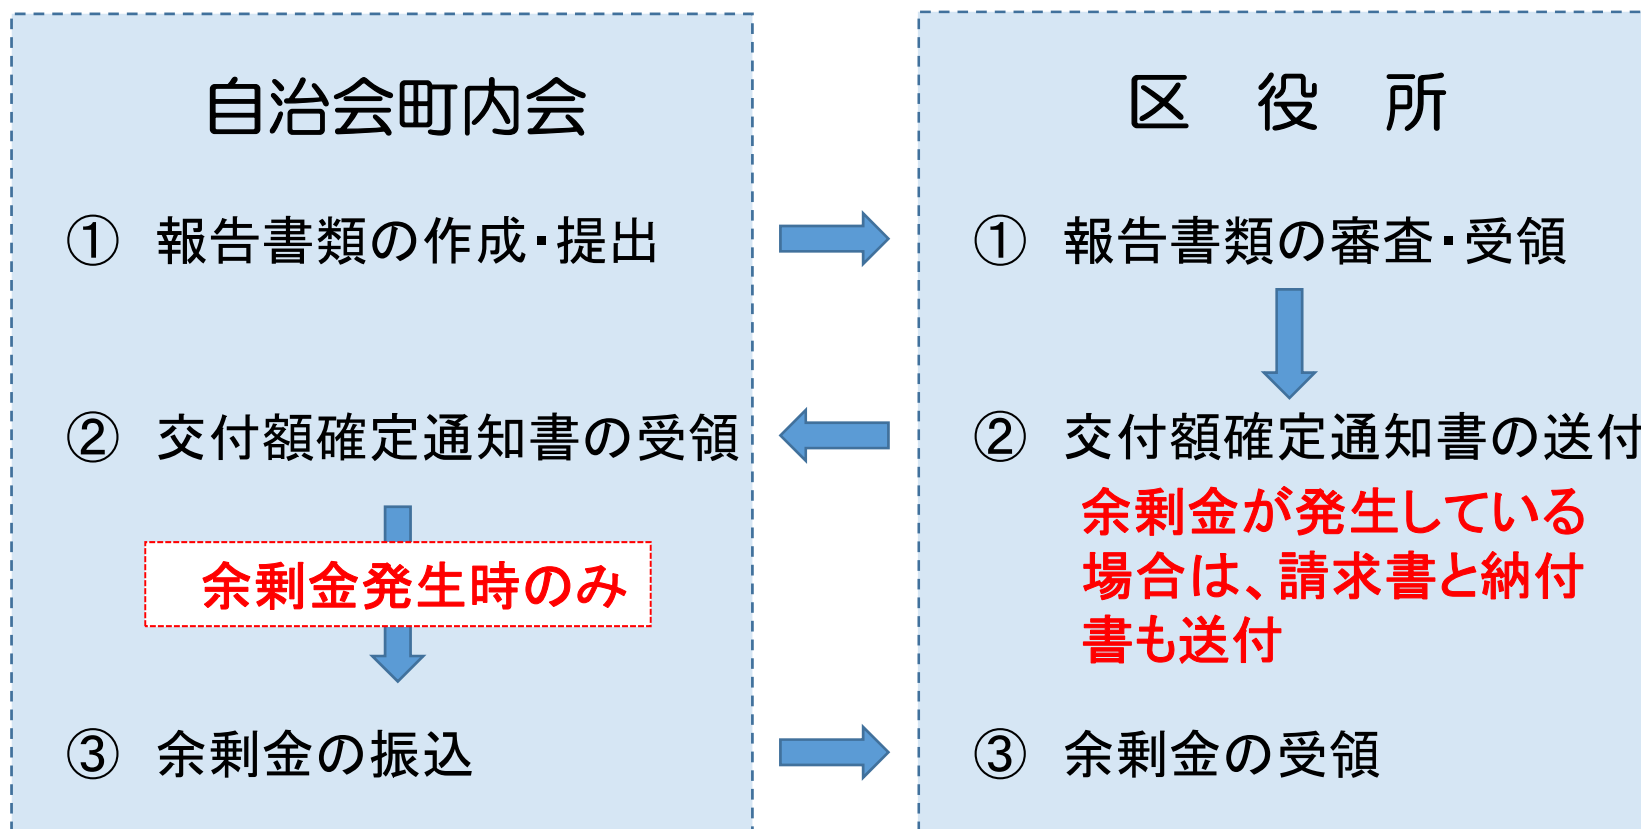 自治会町内会
① 報告書類の作成・提出
② 交付額確定通知書の受領
余剰金発生時のみ
③ 余剰金の振込
区 役 所
① 報告書類の審査・受領
② 交付額確定通知書の送付
余剰金が発生している
場合は、請求書と納付
書も送付
③ 余剰金の受領